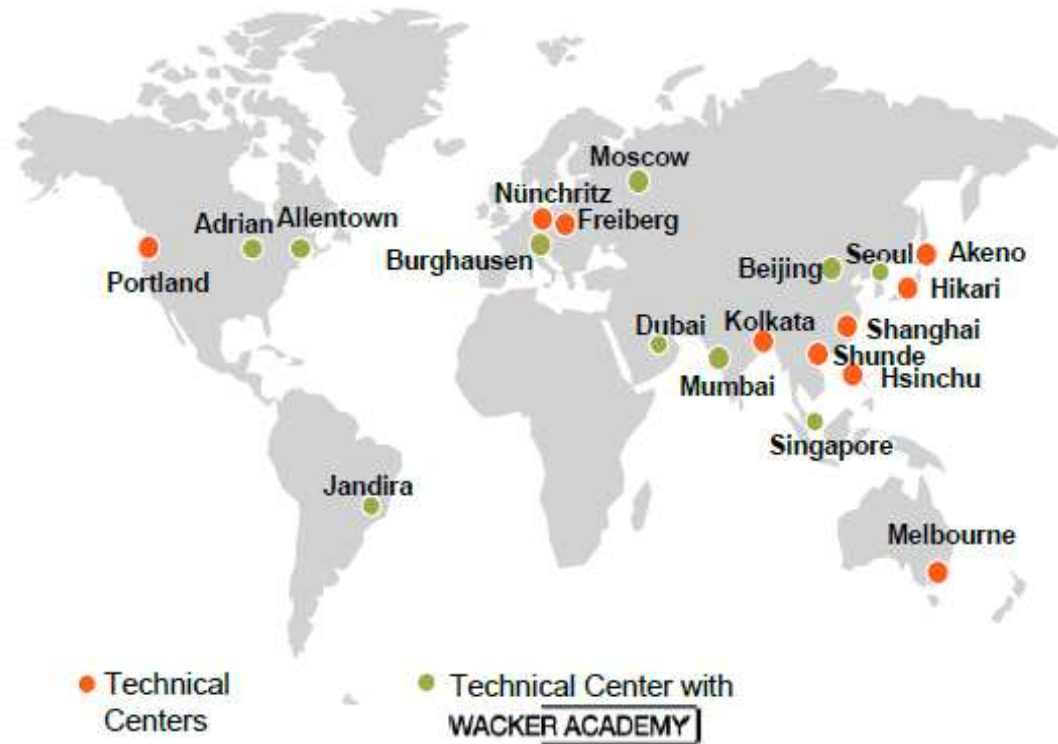 Moscow
Nünchritz
Adrian Allentown
Freiberg
Burghausen
Portland
Beijing
Seoul
Akeno
Hikari
Dubai
Kolkata
Shanghai
Shunde
Mumbai
Hsinchu
Singapore
Jandira
Melbourne
Technical
Centers
Technical Center with
WACKER ACADEMY